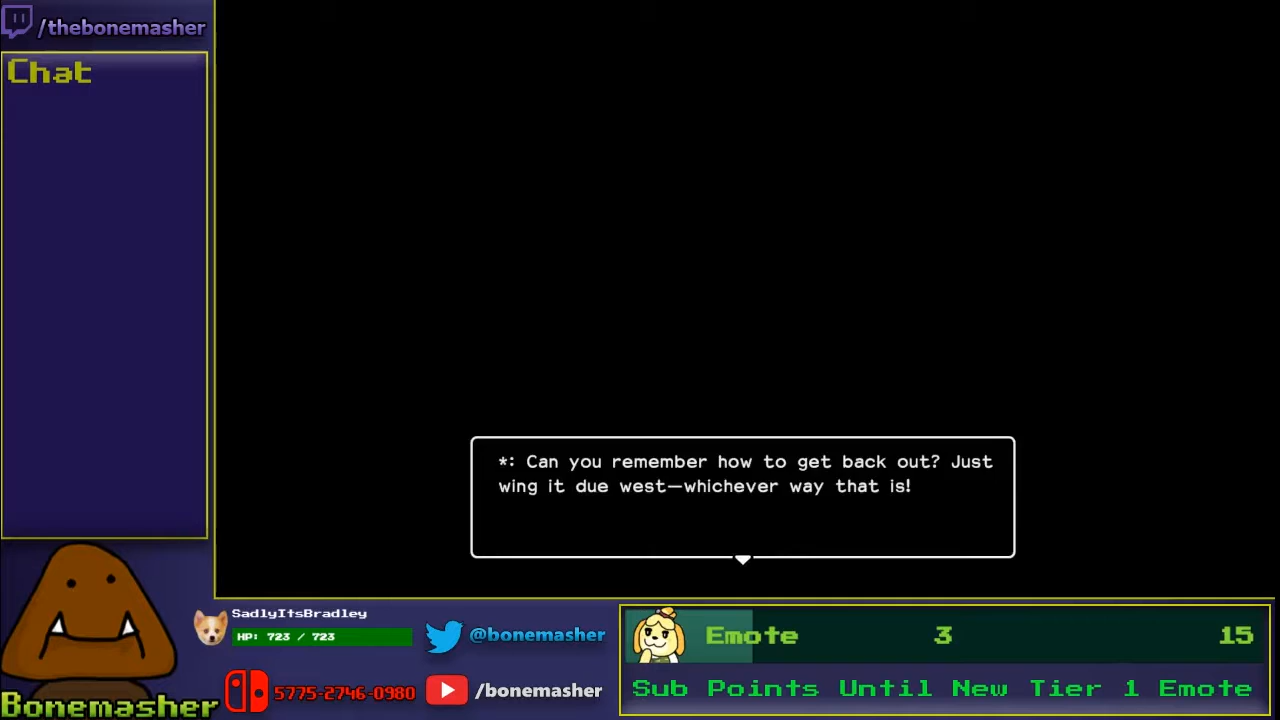 /thebonemasher
Chat
*: Can you remember how to get back out? Just
wing it due west—whichever way that is!
SadlyItsBradley
HP: 723 / 723
@bonemasher
5775-2746-0980
/bonemasher
Bonemasher
Emote 3 15
Sub Points Until New Tier 1 Emote